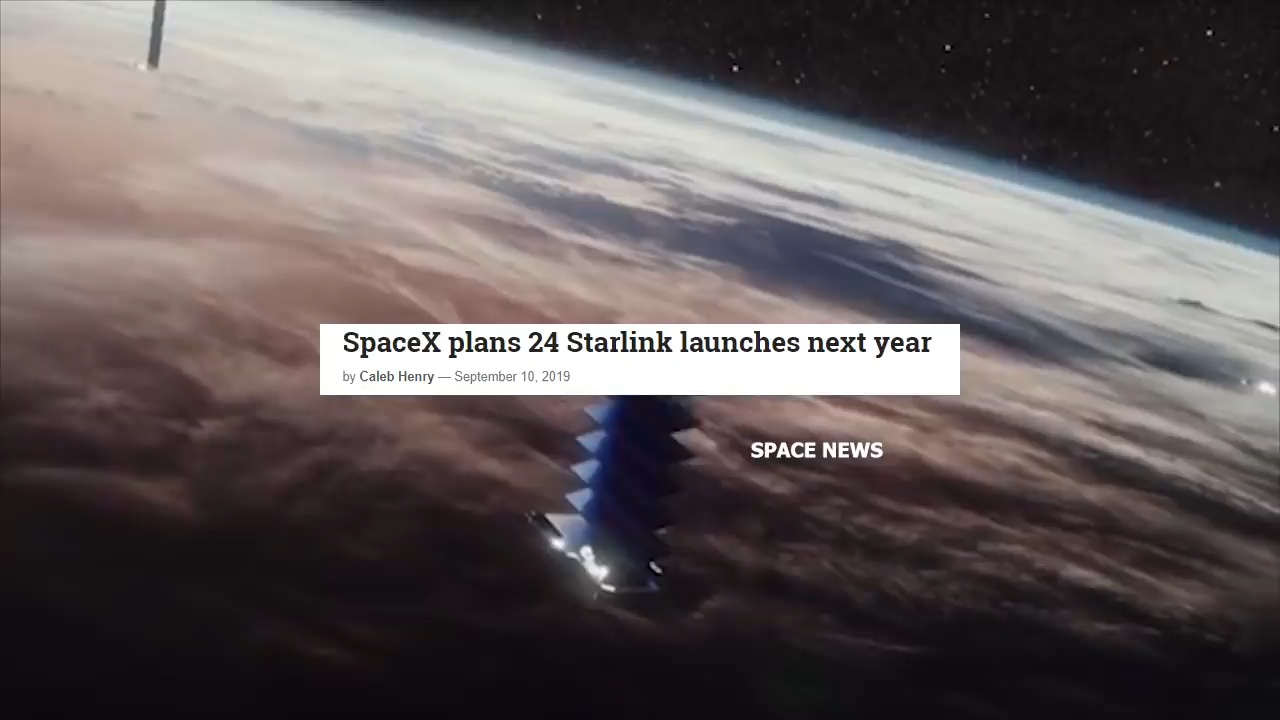 SpaceX plans 24 Starlink launches next year
by Caleb Henry — September 10, 2019
SPACE NEWS